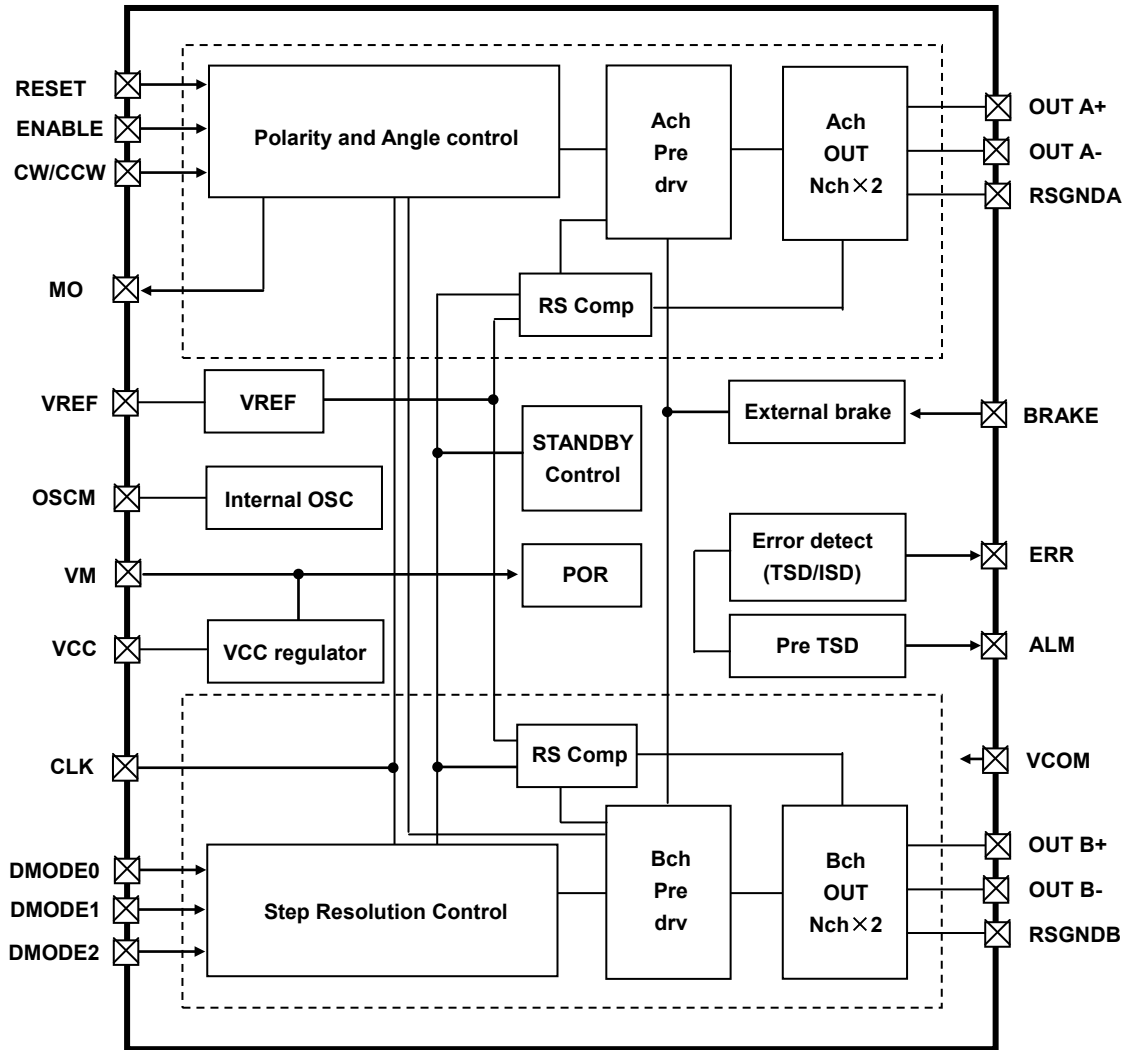 RESET
ENABLE
CW/CCW
MO
VREF
OSCM
VM
VCC
CLK
DMODE0
DMODE1
DMODE2
Polarity and Angle control
Ach
Pre
drv
Ach
OUT
Nch×2
RS Comp
VREF
STANDBY
Control
External brake
Internal OSC
Error detect
(TSD/ISD)
POR
VCC regulator
Pre TSD
RS Comp
Step Resolution Control
Bch
Pre
drv
Bch
OUT
Nch×2
OUT A+
OUT A-
RSGNDA
BRAKE
ERR
ALM
VCOM
OUT B+
OUT B-
RSGNDB